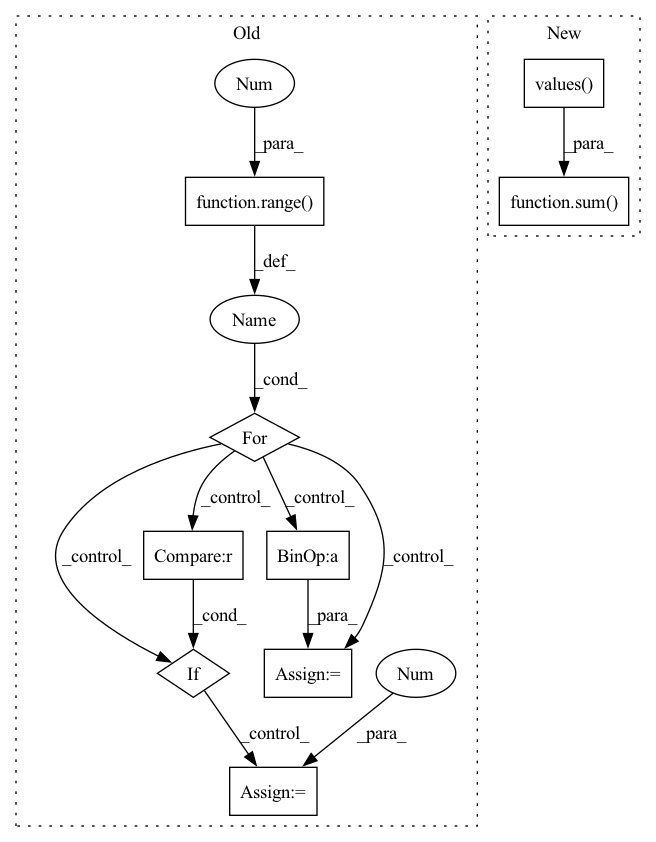 Old
New
Num
values()
_para_
_para_
function.range()
function.sum()
_def_
Name
_cond_
For
_control_
_control_
_control_
_control_
Compare:r
BinOp:a
_cond_
_para_
If
Assign:=
Num
_control_
_para_
Assign:=